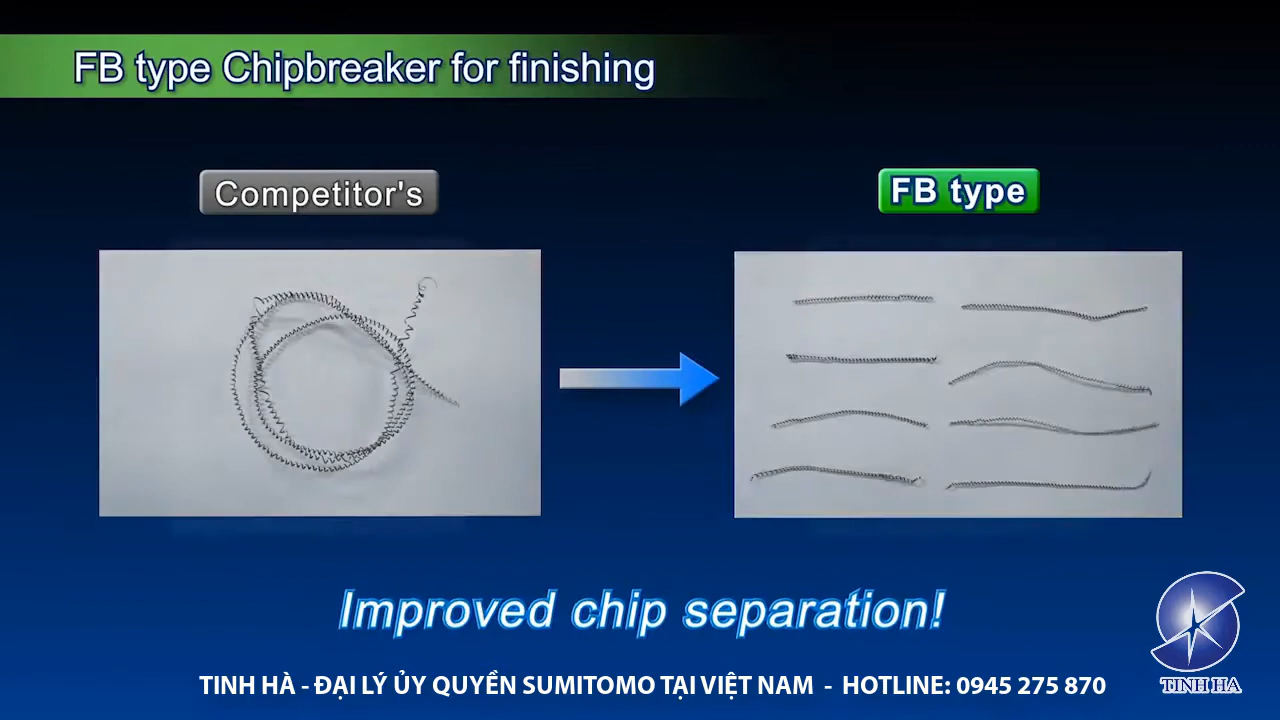 FB type Chipbreaker for finishing
Competitor's
FB type
Improved chip separation!
TINH HÀ - ĐẠI LÝ ỦY QUYỀN SUMITOMO TẠI VIỆT NAM - HOTLINE: 0945 275 870
TINH HA